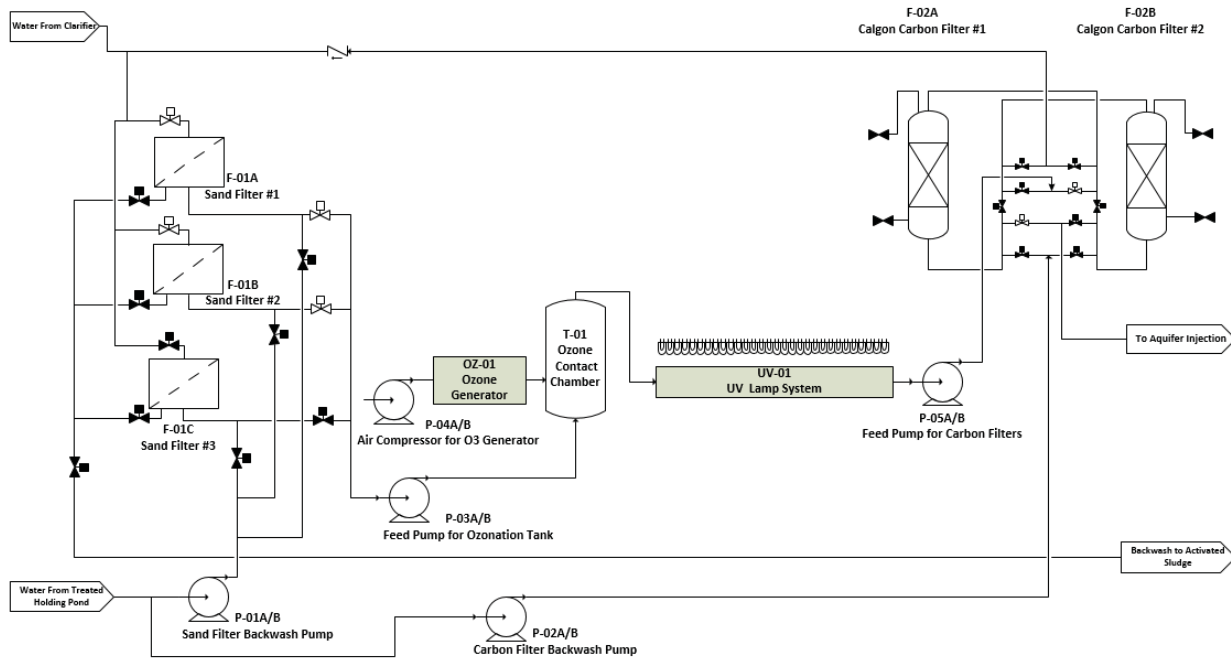 Water From Clarifier
F-02A
Calgon Carbon Filter #1
F-02B
Calgon Carbon Filter #2
F-01A
Sand Filter #1
F-01B
Sand Filter #2
F-01C
Sand Filter #3
OZ-01
Ozone
Generator
T-01
Ozone
Contact
Chamber
UV-01
UV Lamp System
To Aquifer Injection
P-04A/B
Air Compressor for O3 Generator
P-05A/B
Feed Pump for Carbon Filters
P-03A/B
Feed Pump for Ozonation Tank
Backwash to Activated
Sludge
Water From Treated
Holding Pond
P-01A/B
Sand Filter Backwash Pump
P-02A/B
Carbon Filter Backwash Pump